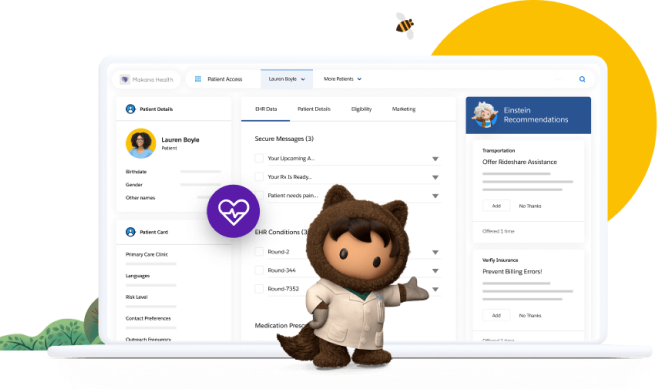 Makana Health
Patient Access
Lauren Boyle
More Patients
Patient Details
Lauren Boyle
Patient
Birthdate
Gender
Other names
Patient Card
Primary Care Clinic
Languages
Risk Level
Contact Preferences
Outreach Frequency
EHR Data
Patient Details
Eligibility
Marketing
Secure Messages (3)
Your Upcoming A...
Your Rx Is Ready...
Patient needs pain...
EHR Conditions (3
Round-2
Round-344
Round-7352
Medication Presc
Einstein
Recommendations
Transportation
Offer Rideshare Assistance
Add
No Thanks
Offered 1 time
Verify Insurance
Prevent Billing Errors!
Add
No Thanks
Offered 1 time